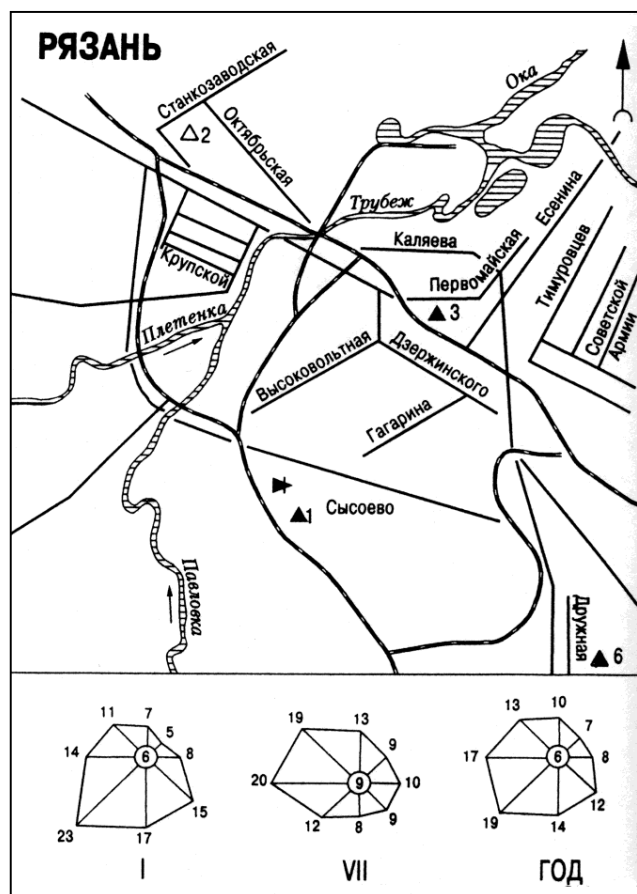 РЯЗАНЬ
Станкозаводская
2
Октябрьская
Ока
Трубеж
Есенина
Каляева
Тимуровцев
Крупской
Первомайская
Советской
Армии
3
Плетенка
Высоковольтная
Дзержинского
Гагарина
1
Сысоево
Павловка
Дружная
6
11
7
5
14
6
8
15
23
17
I
19
13
9
20
9
10
12
8
9
VII
13
10
7
17
6
8
12
19
14
ГОД